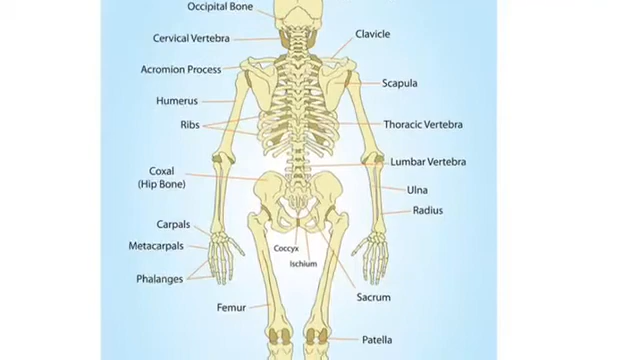 Occipital Bone
Cervical Vertebra
Clavicle
Acromion Process
Scapula
Humerus
Ribs
Thoracic Vertebra
Lumbar Vertebra
Coxal
(Hip Bone)
Ulna
Radius
Carpals
Metacarpals
Coccyx
Ischium
Phalanges
Sacrum
Femur
Patella